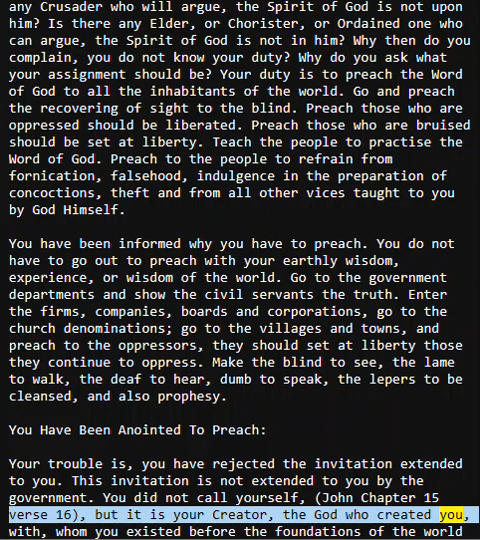 any Crusader who will argue, the Spirit of God is not upon
him? Is there any Elder, or Chorister, or Ordained one who
can argue, the Spirit of God is not in him? Why then do you
complain, you do not know your duty? Why do you ask what
your assignment should be? Your duty is to preach the Word
of God to all the inhabitants of the world. Go and preach
the recovering of sight to the blind. Preach those who are
oppressed should be liberated. Preach those who are bruised
should be set at liberty. Teach the people to practise the
Word of God. Preach to the people to refrain from
fornication, falsehood, indulgence in the preparation of
concoctions, theft and from all other vices taught to you
by God Himself.

You have been informed why you have to preach. You do not
have to go out to preach with your earthly wisdom,
experience, or wisdom of the world. Go to the government
departments and show the civil servants the truth. Enter
the firms, companies, boards and corporations, go to the
church denominations; go to the villages and towns, and
preach to the oppressors, they should set at liberty those
they continue to oppress. Make the blind to see, the lame
to walk, the deaf to hear, dumb to speak, the lepers to be
cleansed, and also prophesy.

You Have Been Anointed To Preach:

Your trouble is, you have rejected the invitation extended
to you. This invitation is not extended to you by the
government. You did not call yourself, (John Chapter 15
verse 16), but it is your Creator, the God who created you,
with, whom you existed before the foundations of the world